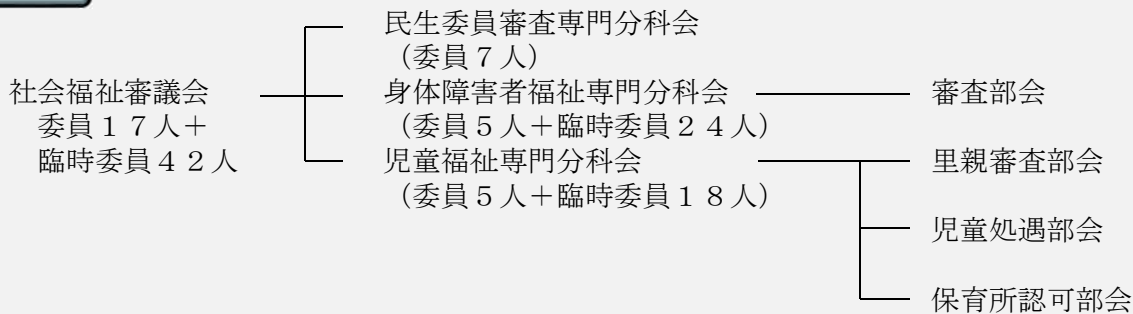 民生委員審査専門分科会
（委員７人）
社会福祉審議会
委員１７人＋
臨時委員４２人
身体障害者福祉専門分科会
（委員５人＋臨時委員２４人）
審査部会
児童福祉専門分科会
（委員５人＋臨時委員１８人）
里親審査部会
児童処遇部会
保育所認可部会